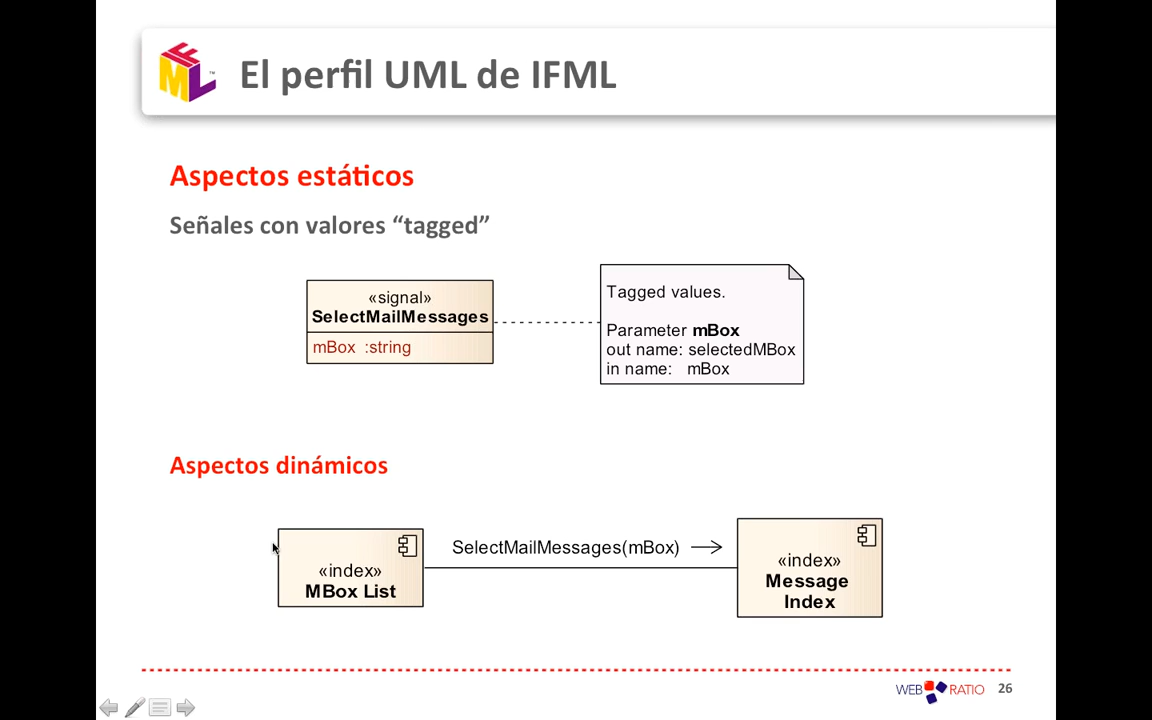 IFML™
El perfil UML de IFML
Aspectos estáticos
Señales con valores “tagged”
«signal»
SelectMailMessages
mBox :string
Tagged values.
Parameter mBox
out name: selectedMBox
in name: mBox
Aspectos dinámicos
«index»
MBox List
SelectMailMessages(mBox)
«index»
Message
Index
WEB RATIO
26